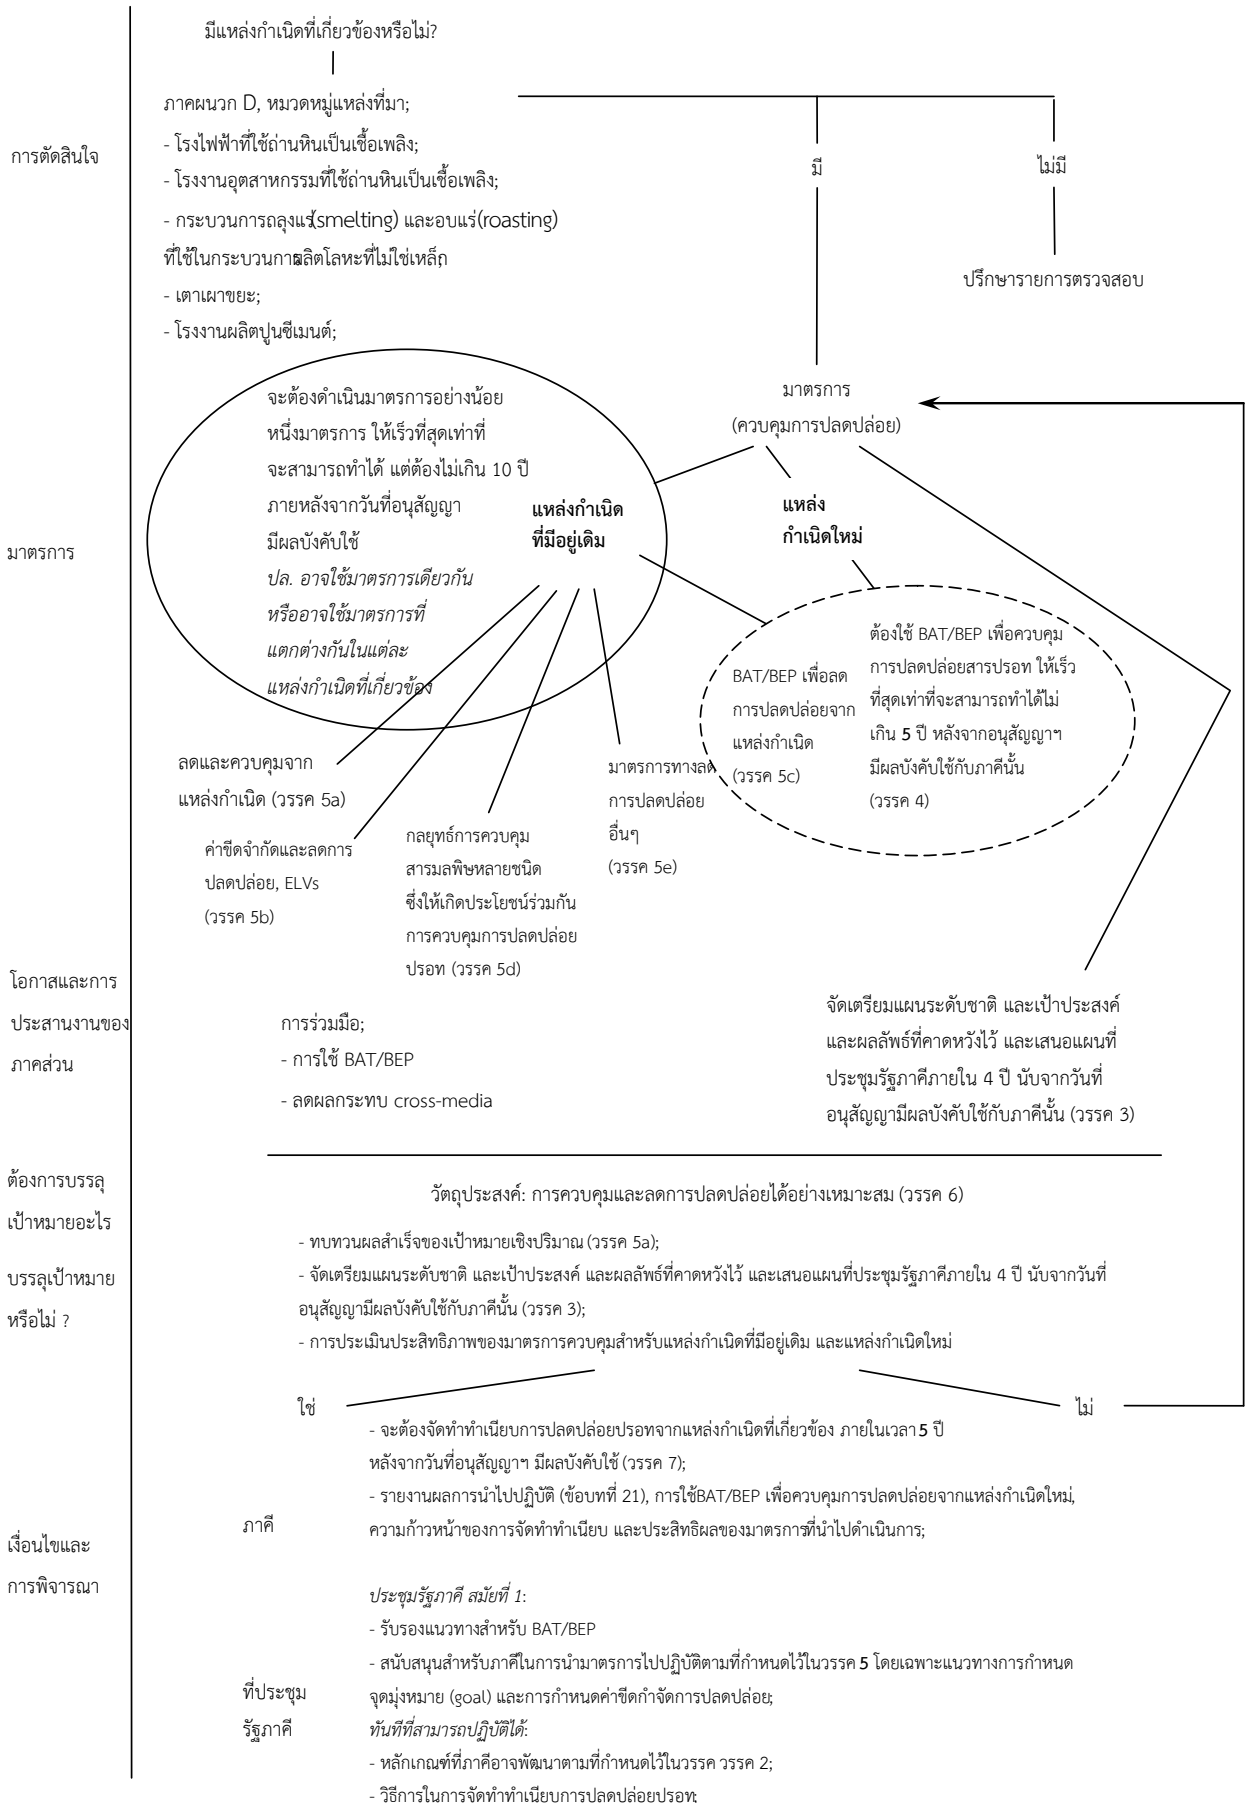 มีแหล่งกำเนิดที่เกี่ยวข้องหรือไม่?
การตัดสินใจ
ภาคผนวก D, หมวดหมู่แหล่งที่มา;
- โรงไฟฟ้าที่ใช้ถ่านหินเป็นเชื้อเพลิง;
- โรงงานอุตสาหกรรมที่ใช้ถ่านหินเป็นเชื้อเพลิง;
- กระบวนการถลุงแร่(smelting) และอบแร่(roasting)
ที่ใช้ในกระบวนการผลิตโลหะที่ไม่ใช่เหล็ก;
- เตาเผาขยะ;
- โรงงานผลิตปูนซีเมนต์;
มี
ไม่มี
ปรึกษารายการตรวจสอบ
มาตรการ
มาตรการ
(ควบคุมการปลดปล่อย)
จะต้องดำเนินมาตรการอย่างน้อย
หนึ่งมาตรการ ให้เร็วที่สุดเท่าที่
จะสามารถทำได้ แต่ต้องไม่เกิน 10 ปี
ภายหลังจากวันที่อนุสัญญา
มีผลบังคับใช้
ปล. อาจใช้มาตรการเดียวกัน
หรืออาจใช้มาตรการที่
แตกต่างกันในแต่ละ
แหล่งกำเนิดที่เกี่ยวข้อง
แหล่งกำเนิด
ที่มีอยู่เดิม
แหล่ง
กำเนิดใหม่
BAT/BEP เพื่อลด
การปลดปล่อยจาก
แหล่งกำเนิด
(วรรค 5c)
ต้องใช้ BAT/BEP เพื่อควบคุม
การปลดปล่อยสารปรอท ให้เร็ว
ที่สุดเท่าที่จะสามารถทำได้ไม่
เกิน 5 ปี หลังจากอนุสัญญาฯ
มีผลบังคับใช้กับภาคีนั้น
(วรรค 4)
ลดและควบคุมจาก
แหล่งกำเนิด (วรรค 5a)
ค่าขีดจำกัดและลดการ
ปลดปล่อย, ELVs
(วรรค 5b)
กลยุทธ์การควบคุม
สารมลพิษหลายชนิด
ซึ่งให้เกิดประโยชน์ร่วมกัน
การควบคุมการปลดปล่อย
ปรอท (วรรค 5d)
มาตรการทางลด
การปลดปล่อย
อื่นๆ
(วรรค 5e)
โอกาสและการ
ประสานงานของ
ภาคส่วน
การร่วมมือ;
- การใช้ BAT/BEP
- ลดผลกระทบ cross-media
จัดเตรียมแผนระดับชาติ และเป้าประสงค์
และผลลัพธ์ที่คาดหวังไว้ และเสนอแผนที่
ประชุมรัฐภาคีภายใน 4 ปี นับจากวันที่
อนุสัญญามีผลบังคับใช้กับภาคีนั้น (วรรค 3)
ต้องการบรรลุ
เป้าหมายอะไร
บรรลุเป้าหมาย
หรือไม่ ?
วัตถุประสงค์: การควบคุมและลดการปลดปล่อยได้อย่างเหมาะสม (วรรค 6)
- ทบทวนผลสำเร็จของเป้าหมายเชิงปริมาณ (วรรค 5a);
- จัดเตรียมแผนระดับชาติ และเป้าประสงค์ และผลลัพธ์ที่คาดหวังไว้ และเสนอแผนที่ประชุมรัฐภาคีภายใน 4 ปี นับจากวันที่
อนุสัญญามีผลบังคับใช้กับภาคีนั้น (วรรค 3);
- การประเมินประสิทธิภาพของมาตรการควบคุมสำหรับแหล่งกำเนิดที่มีอยู่เดิม และแหล่งกำเนิดใหม่
ใช่
ไม่
เงื่อนไขและ
การพิจารณา
ภาคี
- จะต้องจัดทำทำเนียบการปลดปล่อยปรอทจากแหล่งกำเนิดที่เกี่ยวข้อง ภายในเวลา 5 ปี
หลังจากวันที่อนุสัญญาฯ มีผลบังคับใช้ (วรรค 7);
- รายงานผลการนำไปปฏิบัติ (ข้อบทที่ 21), การใช้BAT/BEP เพื่อควบคุมการปลดปล่อยจากแหล่งกำเนิดใหม่,
ความก้าวหน้าของการจัดทำทำเนียบ และประสิทธิผลของมาตรการที่นำไปดำเนินการ;
ที่ประชุม
รัฐภาคี
ประชุมรัฐภาคี สมัยที่ 1:
- รับรองแนวทางสำหรับ BAT/BEP
- สนับสนุนสำหรับภาคีในการนำมาตรการไปปฏิบัติตามที่กำหนดไว้ในวรรค 5 โดยเฉพาะแนวทางการกำหนด
จุดมุ่งหมาย (goal) และการกำหนดค่าขีดกำจัดการปลดปล่อย;
ทันทีที่สามารถปฏิบัติได้:
- หลักเกณฑ์ที่ภาคีอาจพัฒนาตามที่กำหนดไว้ในวรรค วรรค 2;
- วิธีการในการจัดทำทำเนียบการปลดปล่อยปรอท;